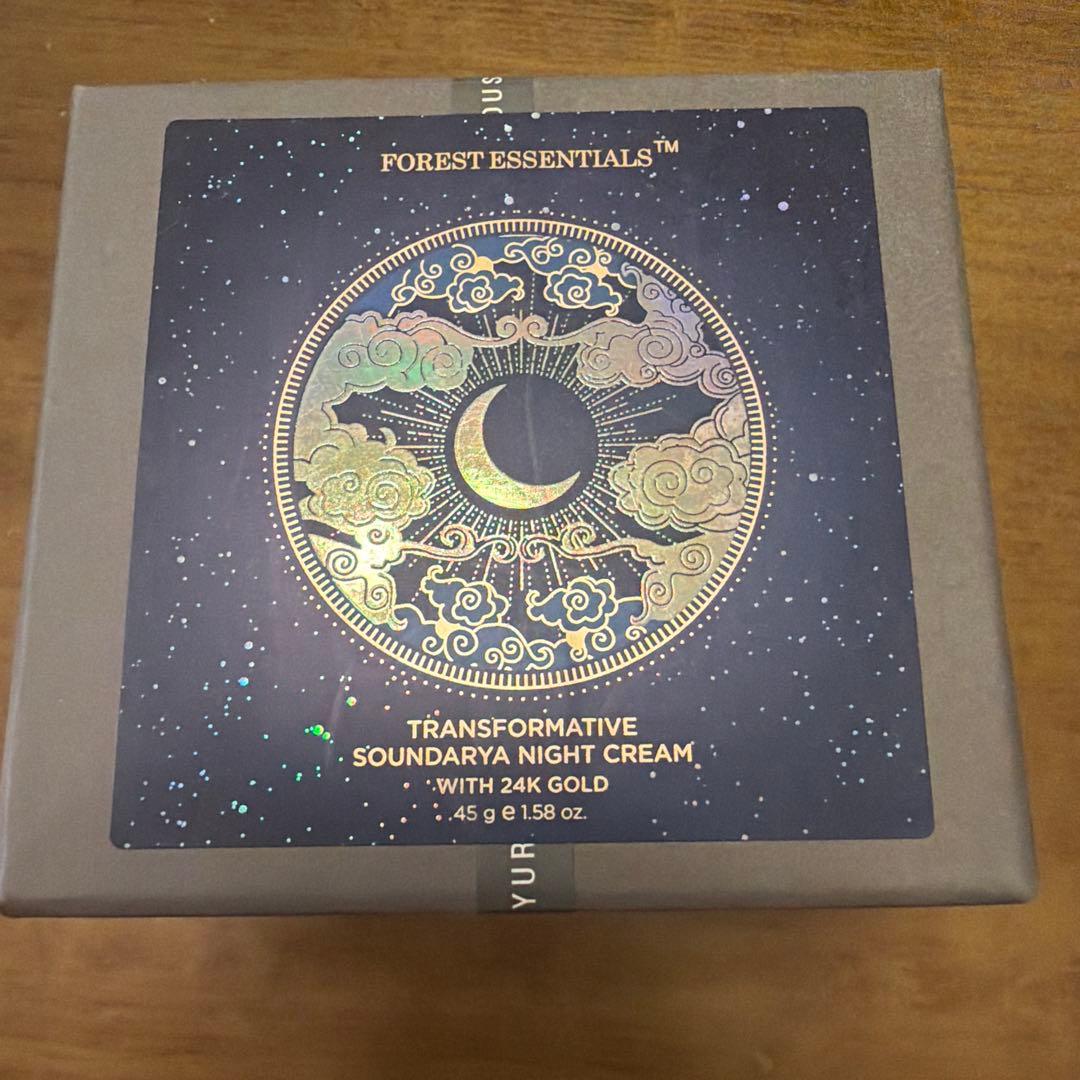 FOREST ESSENTIALS™
TRANSFORMATIVE
SOUNDARYA NIGHT CREAM
WITH 24K GOLD
45 g ℮ 1.58 oz.